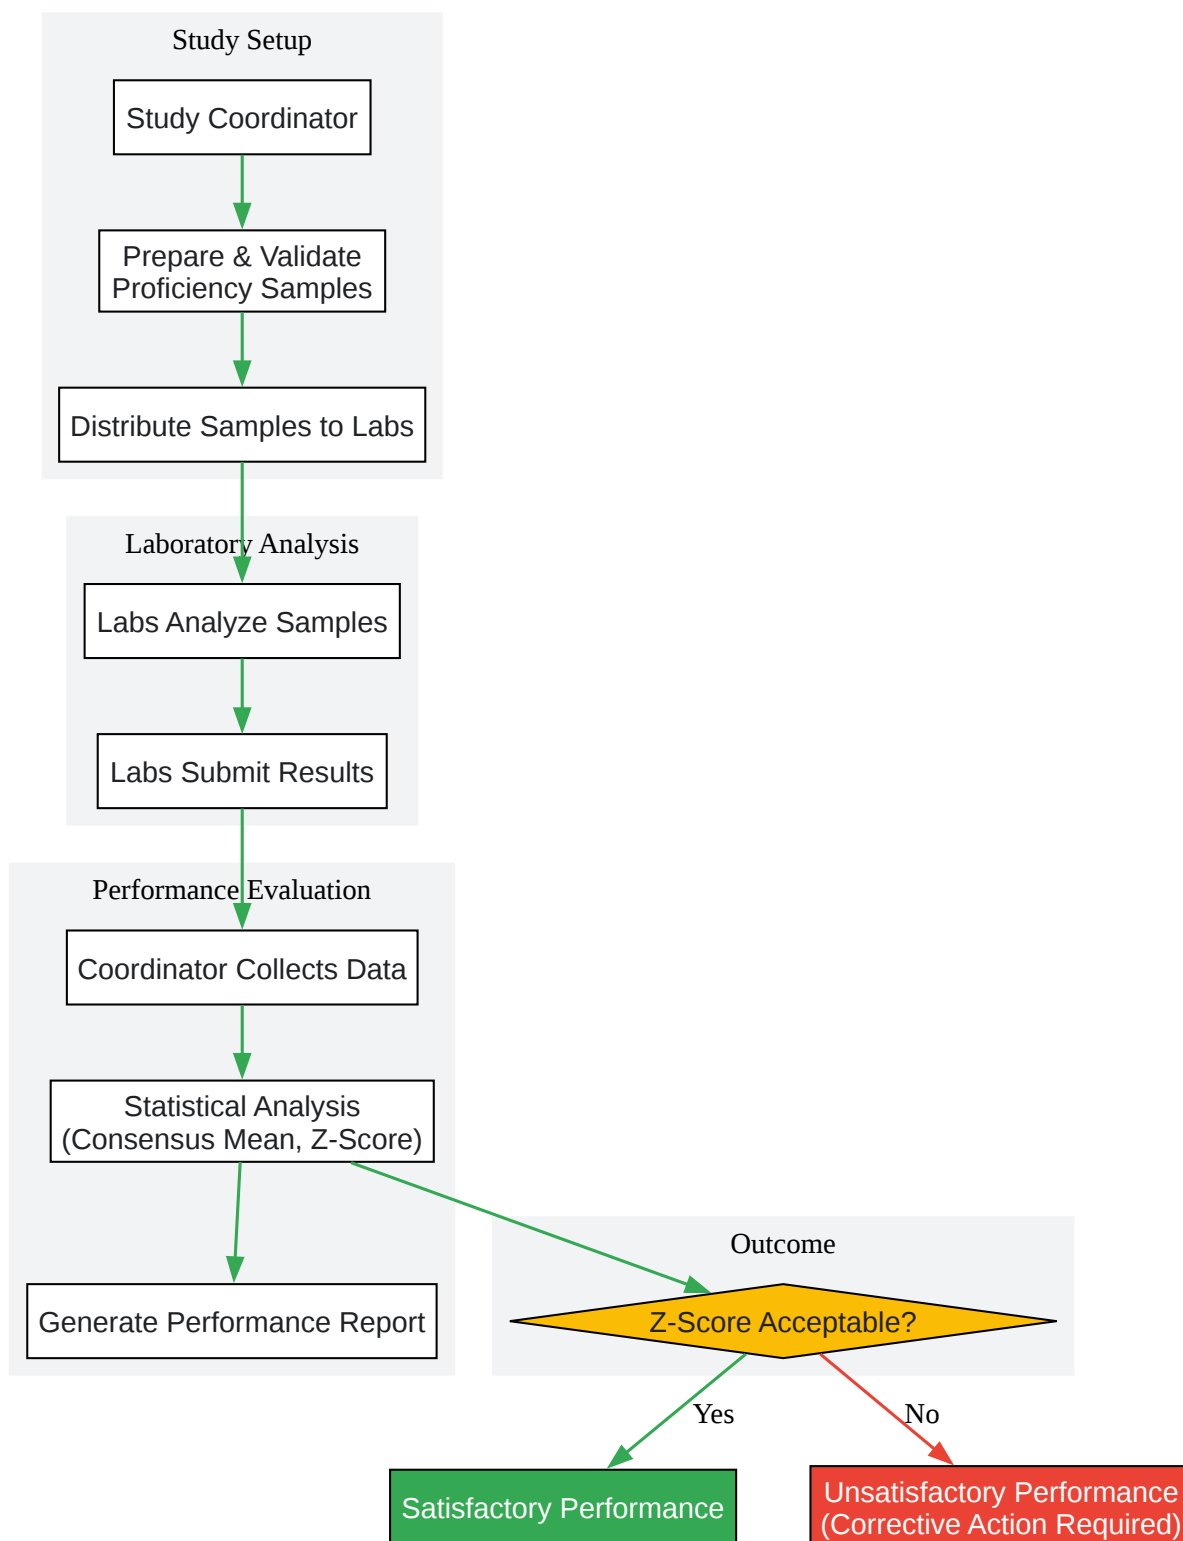 Study Setup
Study Coordinator
Prepare & Validate
Proficiency Samples
Distribute Samples to Labs
Laboratory Analysis
Labs Analyze Samples
Labs Submit Results
Performance Evaluation
Coordinator Collects Data
Statistical Analysis
(Consensus Mean, Z-Score)
Generate Performance Report
Outcome
Z-Score Acceptable?
Yes
No
Satisfactory Performance
Unsatisfactory Performance
(Corrective Action Required)